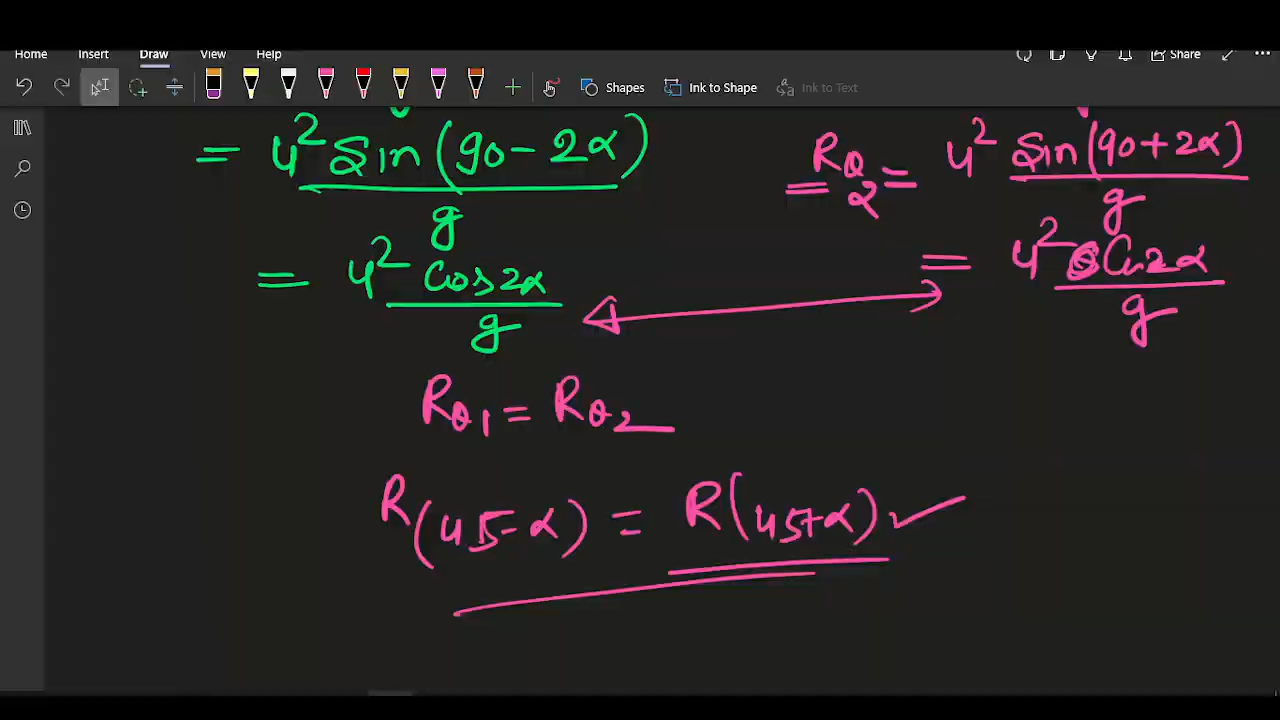 Home Insert Draw View Help Share
Shapes Ink to Shape Ink to Text
= u² Sin (90 - 2α) / g
= u² Cos2α / g
Rθ2 = u² Sin (90 + 2α) / g
= u² Cos2α / g
Rθ1 = Rθ2
R(45-α) = R(45+α) ✓